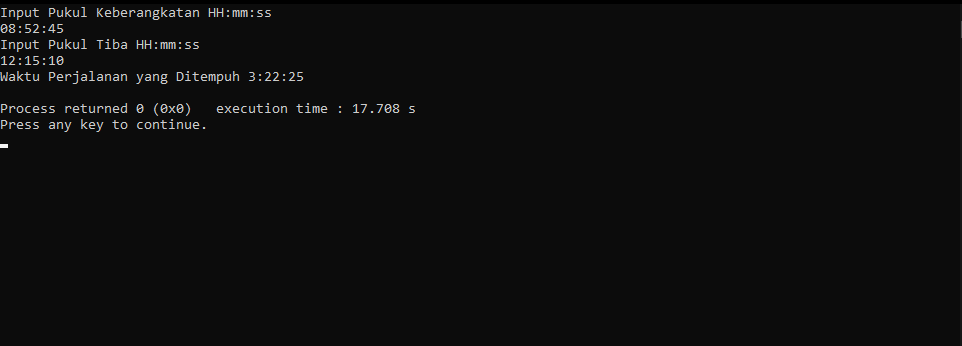 Input Pukul Keberangkatan HH:mm:ss
08:52:45
Input Pukul Tiba HH:mm:ss
12:15:10
Waktu Perjalanan yang Ditempuh 3:22:25
Process returned 0 (0x0)   execution time : 17.708 s
Press any key to continue.